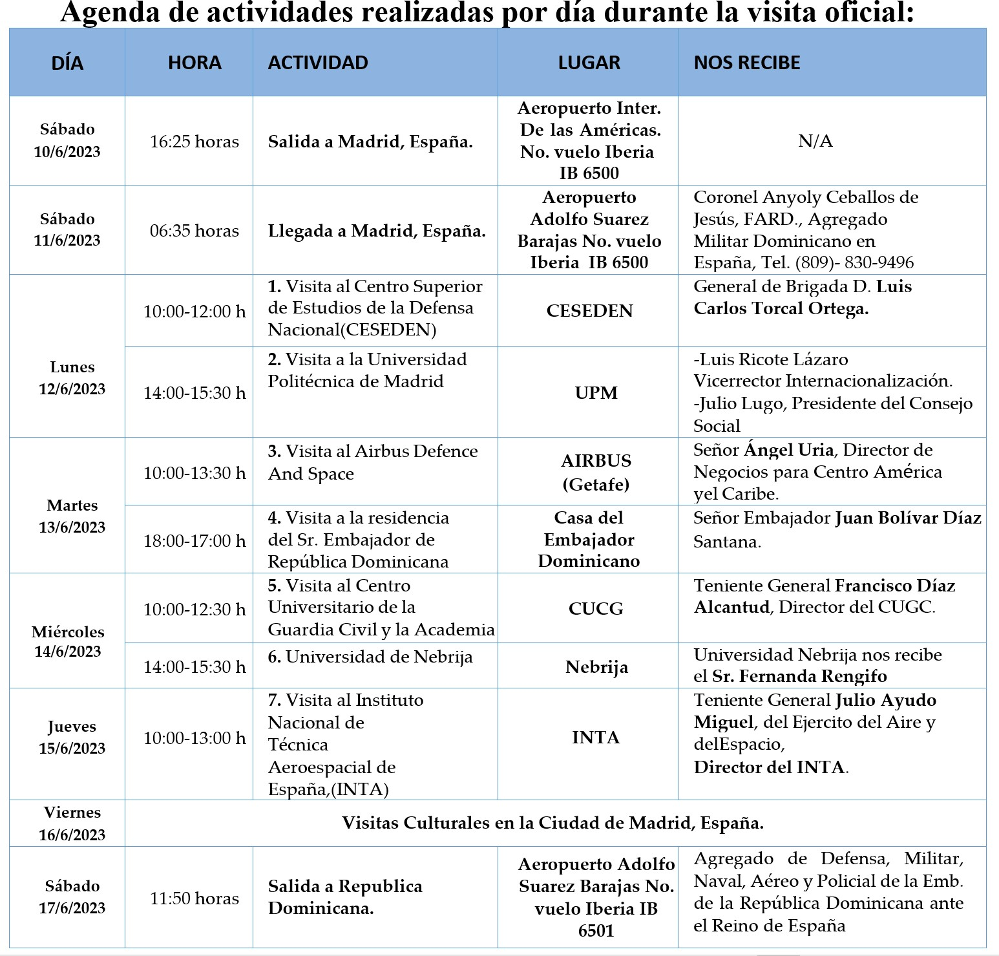 Agenda de actividades realizadas por día durante la visita oficial:
DÍA HORA ACTIVIDAD LUGAR NOS RECIBE
Sábado
10/6/2023
16:25 horas
Salida a Madrid, España.
Aeropuerto Inter.
De las Américas.
No. vuelo Iberia
IB 6500
N/A
Sábado
11/6/2023
06:35 horas
Llegada a Madrid, España.
Aeropuerto
Adolfo Suarez
Barajas No. vuelo
Iberia IB 6500
Coronel Anyoly Ceballos de
Jesús, FARD., Agregado
Militar Dominicano en
España, Tel. (809)- 830-9496
Lunes
12/6/2023
10:00-12:00 h
1. Visita al Centro Superior
de Estudios de la Defensa
Nacional(CESEDEN)
CESEDEN
General de Brigada D. Luis
Carlos Torcal Ortega.
14:00-15:30 h
2. Visita a la Universidad
Politécnica de Madrid
UPM
-Luis Ricote Lázaro
Vicerrector Internacionalización.
-Julio Lugo, Presidente del Consejo
Social
Martes
13/6/2023
10:00-13:30 h
3. Visita al Airbus Defence
And Space
AIRBUS
(Getafe)
Señor Ángel Uria, Director de
Negocios para Centro América
yel Caribe.
18:00-17:00 h
4. Visita a la residencia
del Sr. Embajador de
República Dominicana
Casa del
Embajador
Dominicano
Señor Embajador Juan Bolívar Díaz
Santana.
Miércoles
14/6/2023
10:00-12:30 h
5. Visita al Centro
Universitario de la
Guardia Civil y la Academia
CUCG
Teniente General Francisco Díaz
Alcantud, Director del CUGC.
14:00-15:30 h
6. Universidad de Nebrija
Nebrija
Universidad Nebrija nos recibe
el Sr. Fernanda Rengifo
Jueves
15/6/2023
10:00-13:00 h
7. Visita al Instituto
Nacional de
Técnica
Aeroespacial de
España,(INTA)
INTA
Teniente General Julio Ayudo
Miguel, del Ejercito del Aire y
delEspacio,
Director del INTA.
Viernes
16/6/2023
Visitas Culturales en la Ciudad de Madrid, España.
Sábado
17/6/2023
11:50 horas
Salida a Republica
Dominicana.
Aeropuerto Adolfo
Suarez Barajas No.
vuelo Iberia IB
6501
Agregado de Defensa, Militar,
Naval, Aéreo y Policial de la Emb.
de la República Dominicana ante
el Reino de España